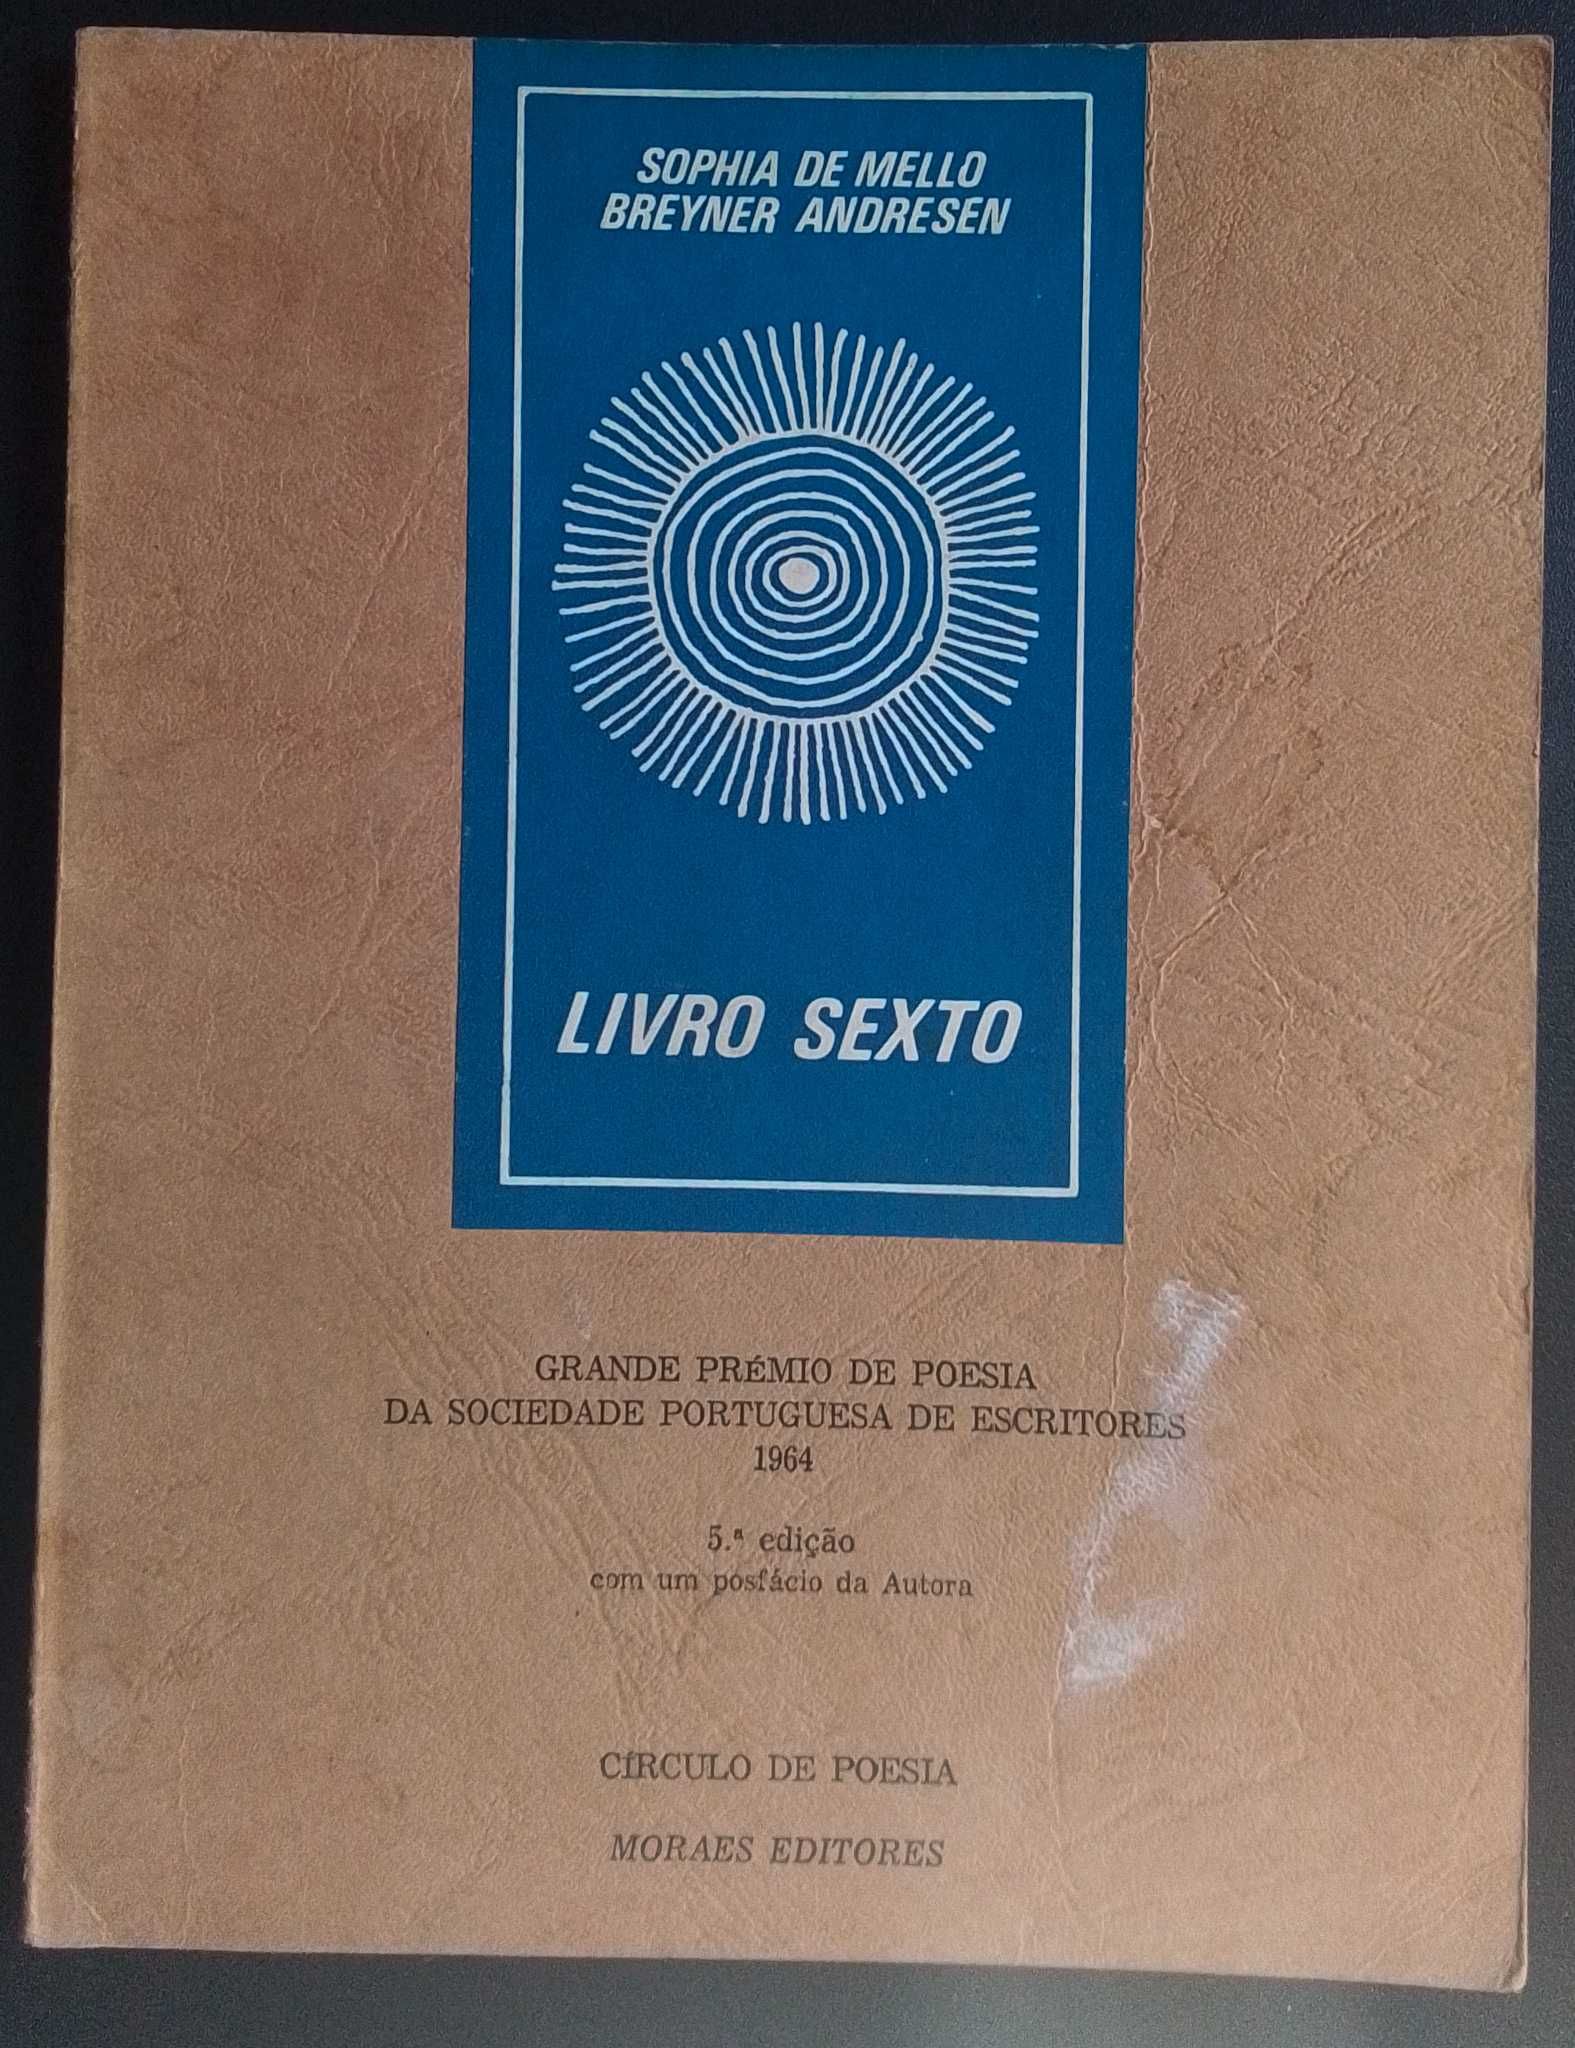 SOPHIA DE MELLO
BREYNER ANDRESEN
LIVRO SEXTO
GRANDE PRÉMIO DE POESIA
DA SOCIEDADE PORTUGUESA DE ESCRITORES
1964
5.ª edição
com um posfácio da Autora
CÍRCULO DE POESIA
MORAES EDITORES